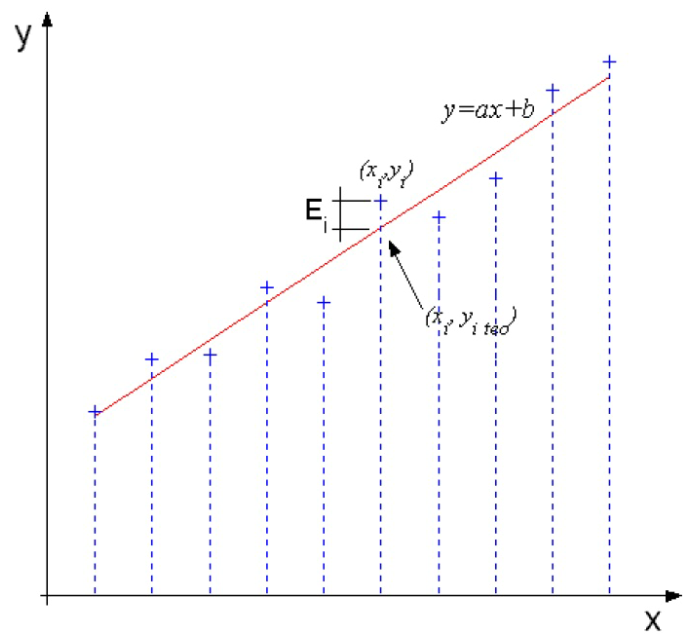 y
y=ax+b
(xi,yi)
Ei
(xi, yi teo)
x